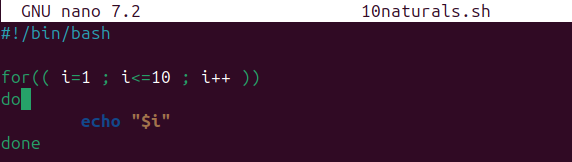 GNU nano 7.2 10naturals.sh
#!/bin/bash
for(( i=1 ; i<=10 ; i++ ))
do
echo "$i"
done